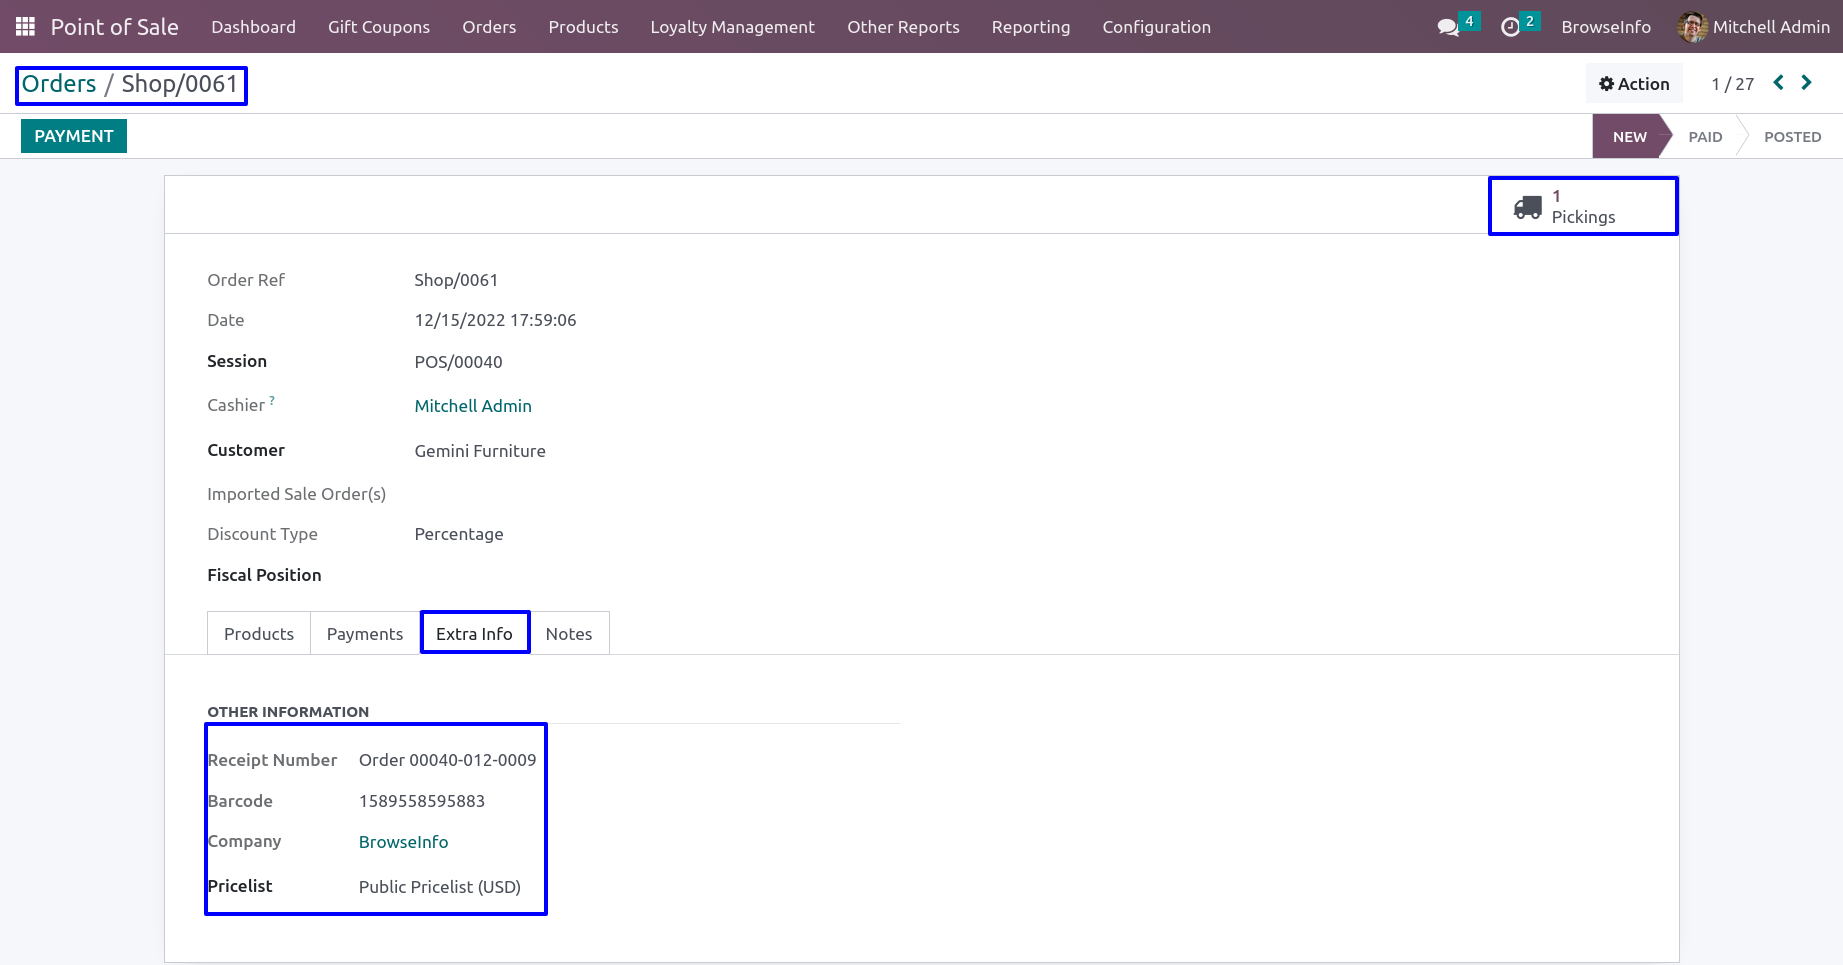 Point of Sale Dashboard Gift Coupons Orders Products Loyalty Management Other Reports Reporting Configuration 4 2 BrowseInfo Mitchell Admin
Orders / Shop/0061 Action 1 / 27
PAYMENT NEW PAID POSTED
1
Pickings
Order Ref Shop/0061
Date 12/15/2022 17:59:06
Session POS/00040
Cashier ? Mitchell Admin
Customer Gemini Furniture
Imported Sale Order(s)
Discount Type Percentage
Fiscal Position
Products Payments Extra Info Notes
OTHER INFORMATION
Receipt Number Order 00040-012-0009
Barcode 1589558595883
Company BrowseInfo
Pricelist Public Pricelist (USD)